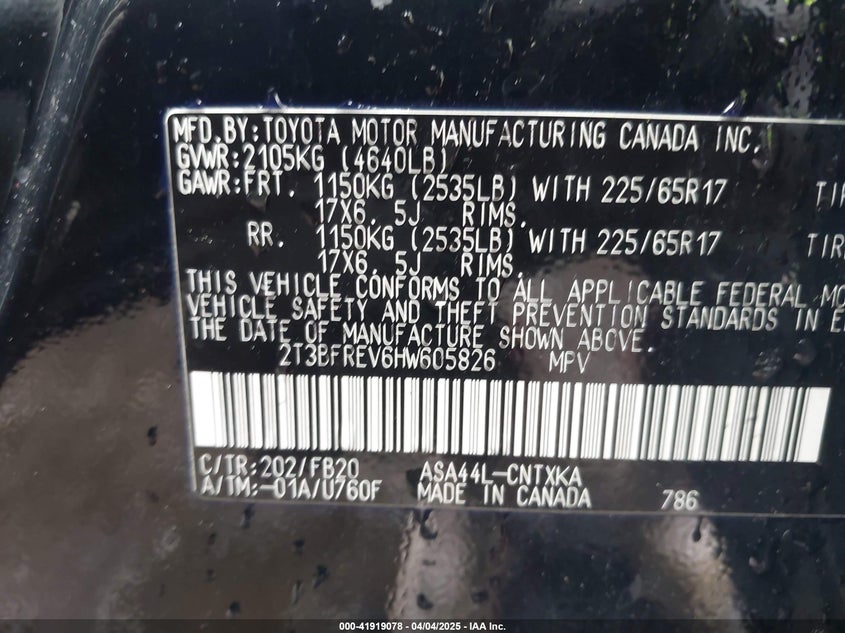 MFD.BY:TOYOTA MOTOR MANUFACTURING CANADA INC.
GVWR:2105KG (4640LB)
GAWR:FRT. 1150KG (2535LB) WITH 225/65R17 TIR
17X6.5J RIMS.
RR. 1150KG (2535LB) WITH 225/65R17 TIRE
17X6.5J RIMS.
THIS VEHICLE CONFORMS TO ALL APPLICABLE FEDERAL MO
VEHICLE SAFETY AND THEFT PREVENTION STANDARDS IN E
THE DATE OF MANUFACTURE SHOWN ABOVE.
2T3BFREV6HW605826 MPV
C/TR:202/FB20 ASA44L-CNTXKA
A/TM:-01A/U760F MADE IN CANADA 786
000-41919078 - 04/04/2025 - IAA Inc.